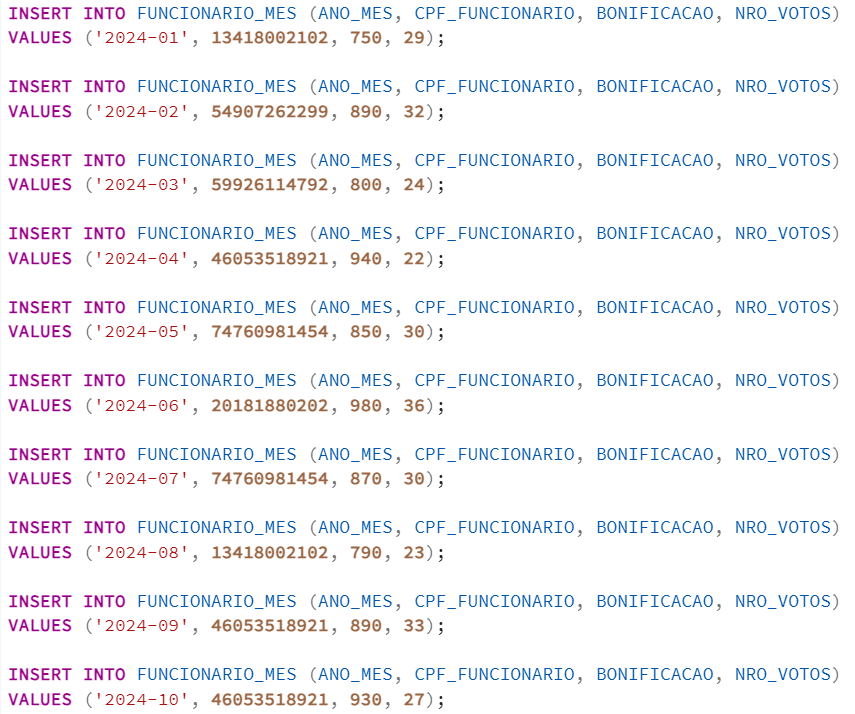 INSERT INTO FUNCIONARIO_MES (ANO_MES, CPF_FUNCIONARIO, BONIFICACAO, NRO_VOTOS)
VALUES ('2024-01', 13418002102, 750, 29);
INSERT INTO FUNCIONARIO_MES (ANO_MES, CPF_FUNCIONARIO, BONIFICACAO, NRO_VOTOS)
VALUES ('2024-02', 54907262299, 890, 32);
INSERT INTO FUNCIONARIO_MES (ANO_MES, CPF_FUNCIONARIO, BONIFICACAO, NRO_VOTOS)
VALUES ('2024-03', 59926114792, 800, 24);
INSERT INTO FUNCIONARIO_MES (ANO_MES, CPF_FUNCIONARIO, BONIFICACAO, NRO_VOTOS)
VALUES ('2024-04', 46053518921, 940, 22);
INSERT INTO FUNCIONARIO_MES (ANO_MES, CPF_FUNCIONARIO, BONIFICACAO, NRO_VOTOS)
VALUES ('2024-05', 74760981454, 850, 30);
INSERT INTO FUNCIONARIO_MES (ANO_MES, CPF_FUNCIONARIO, BONIFICACAO, NRO_VOTOS)
VALUES ('2024-06', 20181880202, 980, 36);
INSERT INTO FUNCIONARIO_MES (ANO_MES, CPF_FUNCIONARIO, BONIFICACAO, NRO_VOTOS)
VALUES ('2024-07', 74760981454, 870, 30);
INSERT INTO FUNCIONARIO_MES (ANO_MES, CPF_FUNCIONARIO, BONIFICACAO, NRO_VOTOS)
VALUES ('2024-08', 13418002102, 790, 23);
INSERT INTO FUNCIONARIO_MES (ANO_MES, CPF_FUNCIONARIO, BONIFICACAO, NRO_VOTOS)
VALUES ('2024-09', 46053518921, 890, 33);
INSERT INTO FUNCIONARIO_MES (ANO_MES, CPF_FUNCIONARIO, BONIFICACAO, NRO_VOTOS)
VALUES ('2024-10', 46053518921, 930, 27);